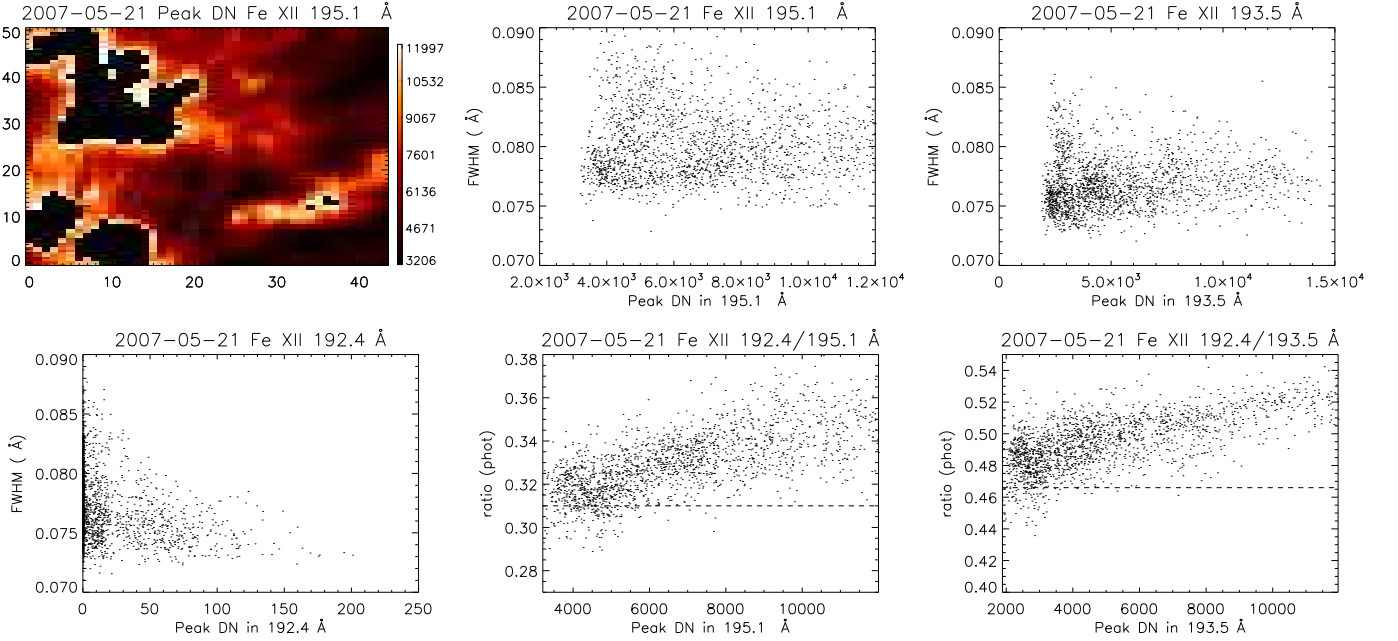 2007-05-21 Peak DN Fe XII 195.1 Å
50
40
30
20
10
0
0 10 20 30 40
11997
10532
9067
7601
6136
4671
3206
2007-05-21 Fe XII 195.1 Å
FWHM ( Å)
0.090
0.085
0.080
0.075
0.070
2.0×10³ 4.0×10³ 6.0×10³ 8.0×10³ 1.0×10⁴ 1.2×10⁴
Peak DN in 195.1 Å
2007-05-21 Fe XII 193.5 Å
FWHM ( Å)
0.090
0.085
0.080
0.075
0.070
0 5.0×10³ 1.0×10⁴ 1.5×10⁴
Peak DN in 193.5 Å
2007-05-21 Fe XII 192.4 Å
FWHM ( Å)
0.090
0.085
0.080
0.075
0.070
0 50 100 150 200 250
Peak DN in 192.4 Å
2007-05-21 Fe XII 192.4/195.1 Å
ratio (phot)
0.38
0.36
0.34
0.32
0.30
0.28
4000 6000 8000 10000
Peak DN in 195.1 Å
2007-05-21 Fe XII 192.4/193.5 Å
ratio (phot)
0.54
0.52
0.50
0.48
0.46
0.44
0.42
0.40
2000 4000 6000 8000 10000
Peak DN in 193.5 Å